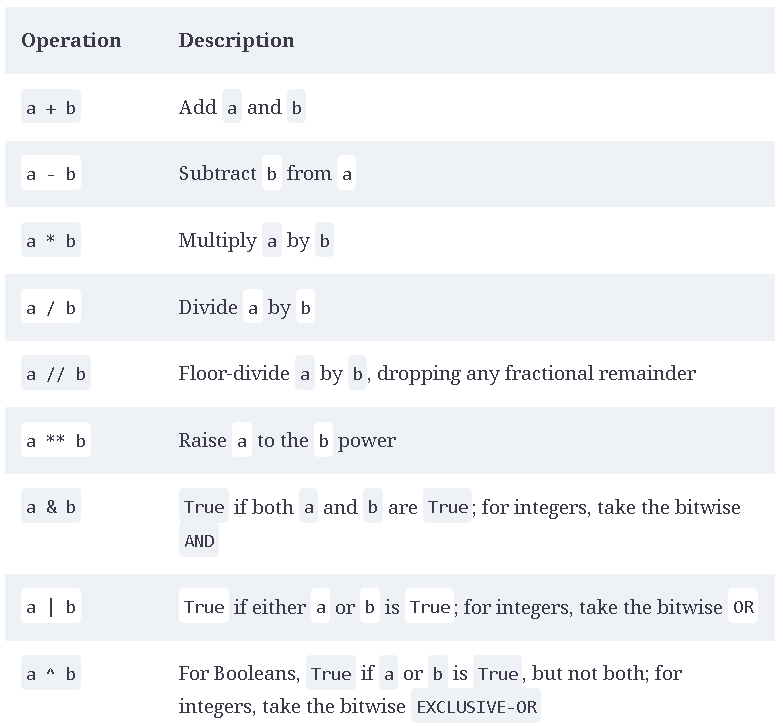 Operation Description
a + b Add a and b
a - b Subtract b from a
a * b Multiply a by b
a / b Divide a by b
a // b Floor-divide a by b, dropping any fractional remainder
a ** b Raise a to the b power
a & b True if both a and b are True; for integers, take the bitwise
AND
a | b True if either a or b is True; for integers, take the bitwise OR
a ^ b For Booleans, True if a or b is True, but not both; for
integers, take the bitwise EXCLUSIVE-OR